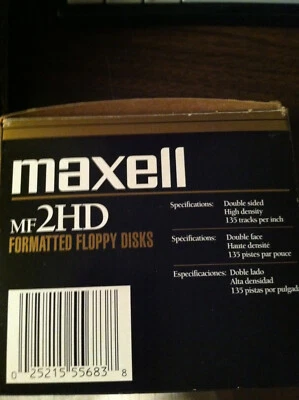 maxell
MF2HD
FORMATTED FLOPPY DISKS
Specifications: Double sided
High density
135 tracks per inch
Specifications: Double face
Haute densité
135 pistes par pouce
Especificaciones: Doble lado
Alta densidad
135 pistas por pulgada
0 25215 55683 8